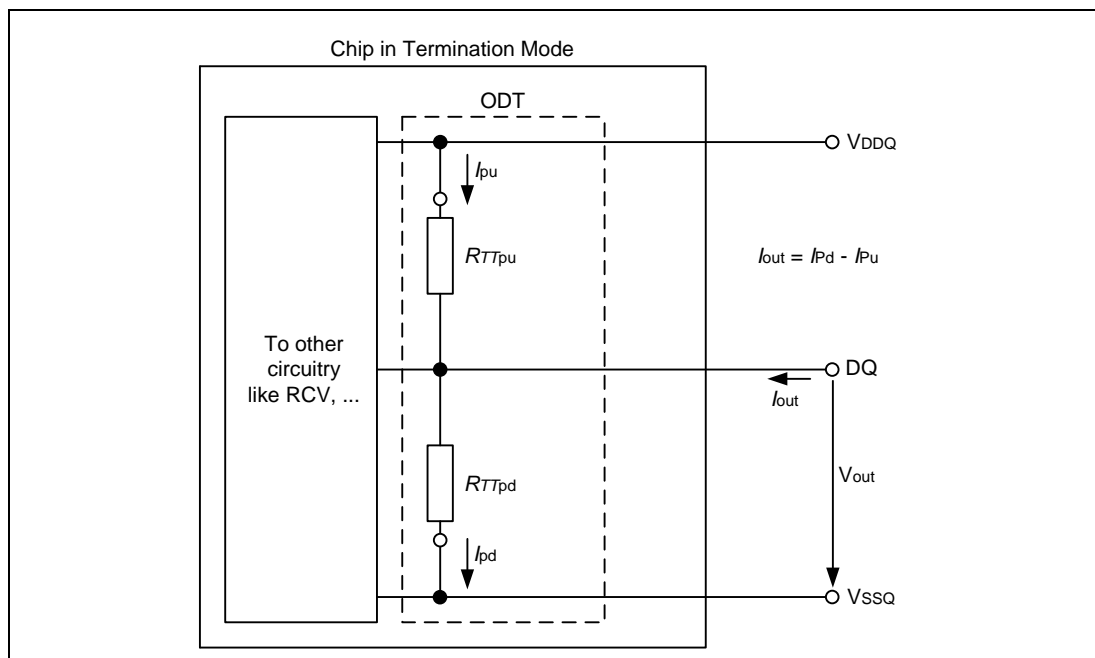 Chip in Termination Mode
ODT
VDDQ
Ipu
RTTpu
Iout = IPd - IPu
To other
circuitry
like RCV, ...
DQ
Iout
RTTpd
Vout
Ipd
VSSQ